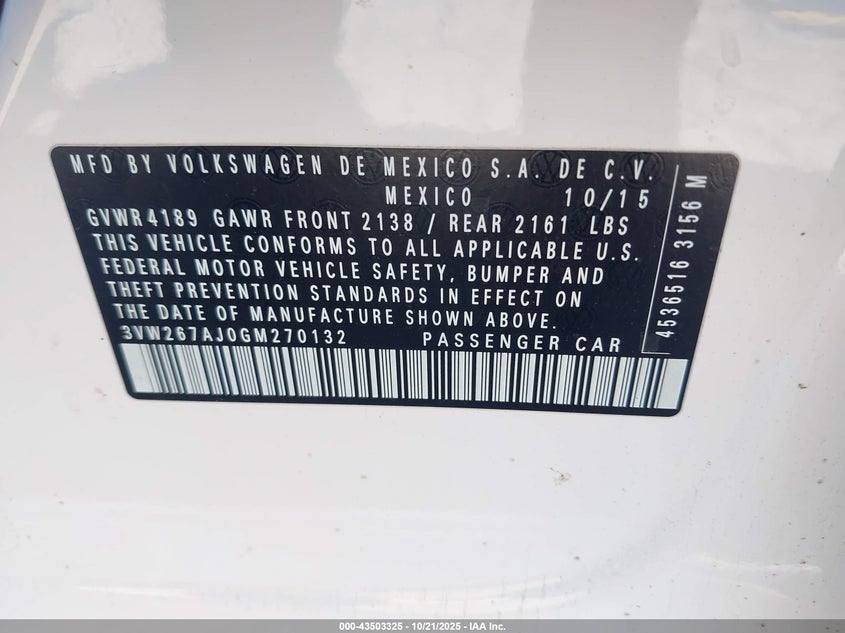 MFD BY VOLKSWAGEN DE MEXICO S.A. DE C.V.
MEXICO 10/15
GVWR 4189 GAWR FRONT 2138 / REAR 2161 LBS
THIS VEHICLE CONFORMS TO ALL APPLICABLE U.S.
FEDERAL MOTOR VEHICLE SAFETY, BUMPER AND
THEFT PREVENTION STANDARDS IN EFFECT ON
THE DATE OF MANUFACTURE SHOWN ABOVE.
3VW267AJ0GM270132 PASSENGER CAR
4536516 3156 M
000-43503325 - 10/21/2025 - IAA Inc.